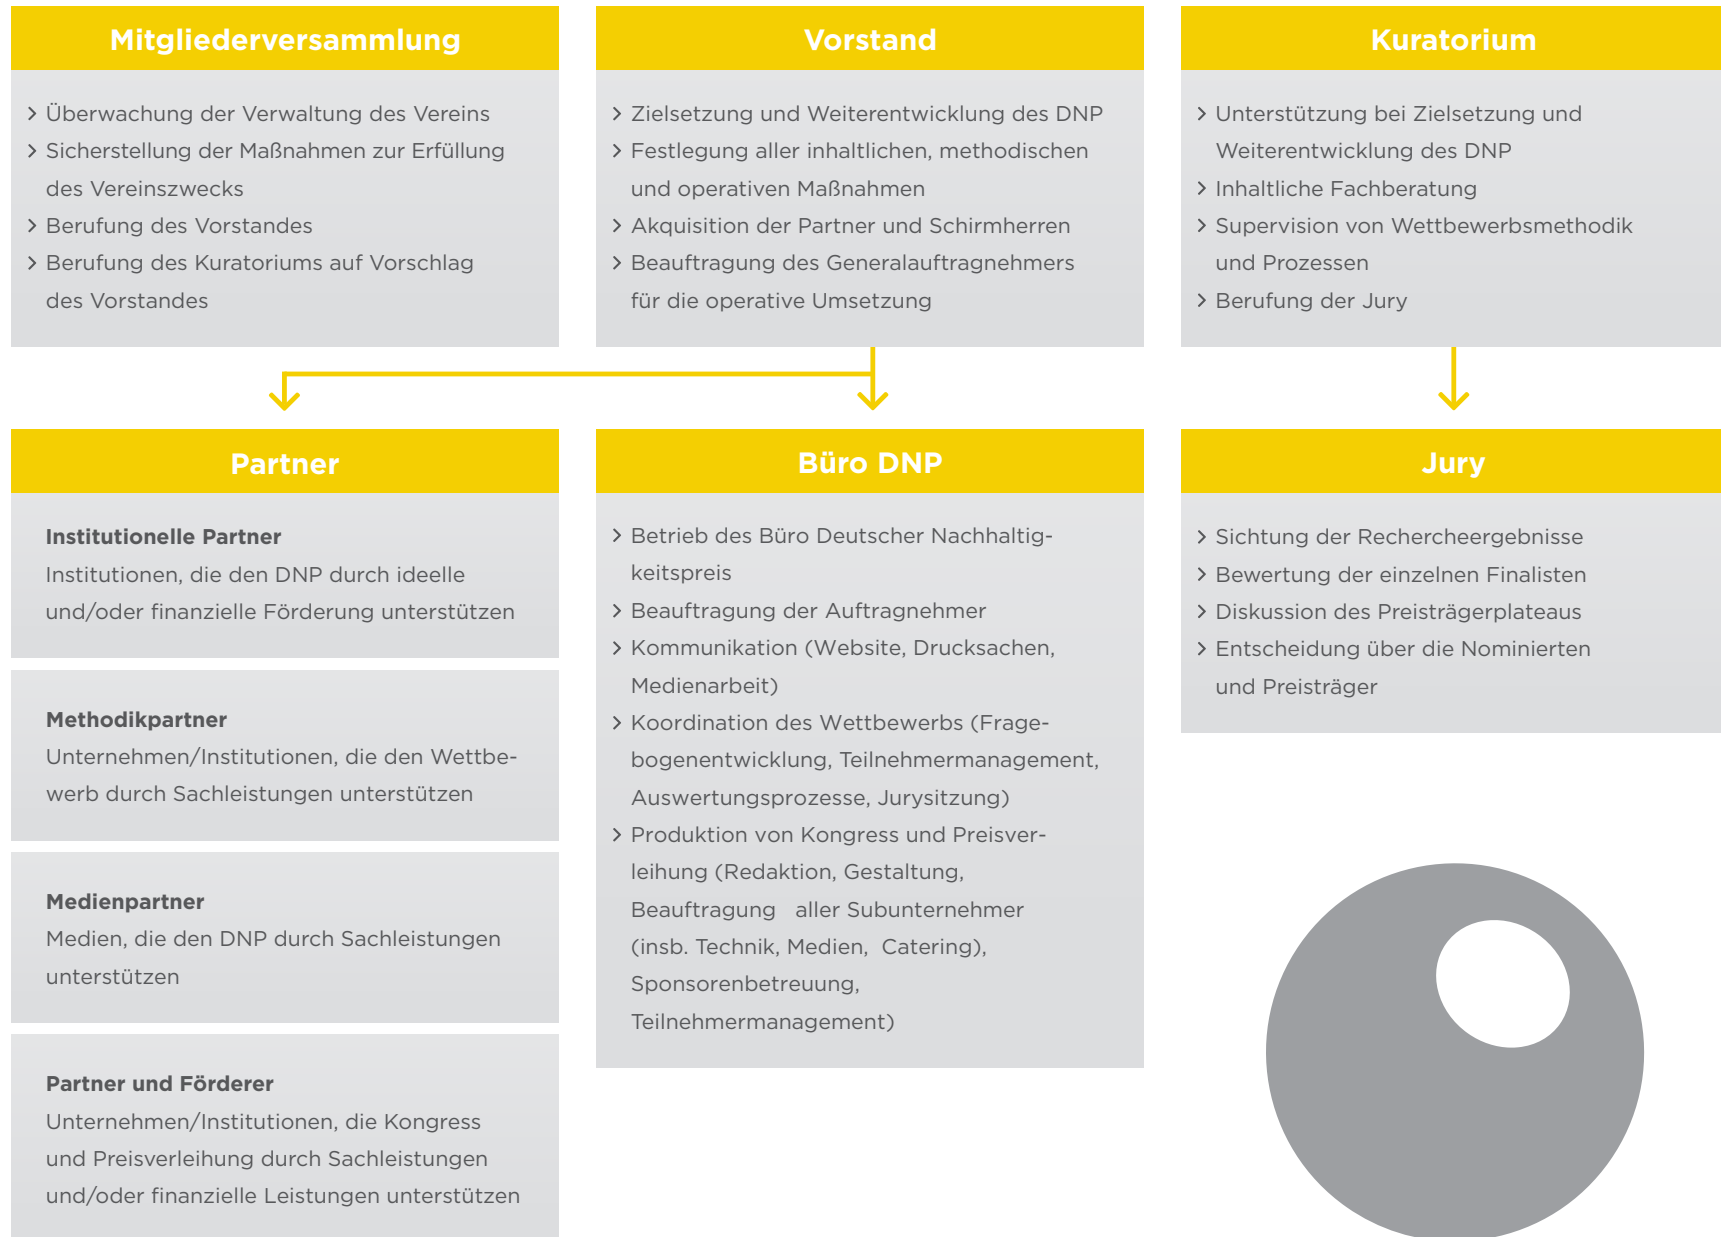 Mitgliederversammlung
> Überwachung der Verwaltung des Vereins
> Sicherstellung der Maßnahmen zur Erfüllung
des Vereinszwecks
> Berufung des Vorstandes
> Berufung des Kuratoriums auf Vorschlag
des Vorstandes
Vorstand
> Zielsetzung und Weiterentwicklung des DNP
> Festlegung aller inhaltlichen, methodischen
und operativen Maßnahmen
> Akquisition der Partner und Schirmherren
> Beauftragung des Generalauftragnehmers
für die operative Umsetzung
Kuratorium
> Unterstützung bei Zielsetzung und
Weiterentwicklung des DNP
> Inhaltliche Fachberatung
> Supervision von Wettbewerbsmethodik
und Prozessen
> Berufung der Jury
Partner
Institutionelle Partner
Institutionen, die den DNP durch ideelle
und/oder finanzielle Förderung unterstützen
Methodikpartner
Unternehmen/Institutionen, die den Wettbe-
werb durch Sachleistungen unterstützen
Medienpartner
Medien, die den DNP durch Sachleistungen
unterstützen
Partner und Förderer
Unternehmen/Institutionen, die Kongress
und Preisverleihung durch Sachleistungen
und/oder finanzielle Leistungen unterstützen
Büro DNP
> Betrieb des Büro Deutscher Nachhaltig-
keitspreis
> Beauftragung der Auftragnehmer
> Kommunikation (Website, Drucksachen,
Medienarbeit)
> Koordination des Wettbewerbs (Frage-
bogenentwicklung, Teilnehmermanagement,
Auswertungsprozesse, Jurysitzung)
> Produktion von Kongress und Preisver-
leihung (Redaktion, Gestaltung,
Beauftragung aller Subunternehmer
(insb. Technik, Medien, Catering),
Sponsorenbetreuung,
Teilnehmermanagement)
Jury
> Sichtung der Rechercheergebnisse
> Bewertung der einzelnen Finalisten
> Diskussion des Preisträgerplateaus
> Entscheidung über die Nominierten
und Preisträger